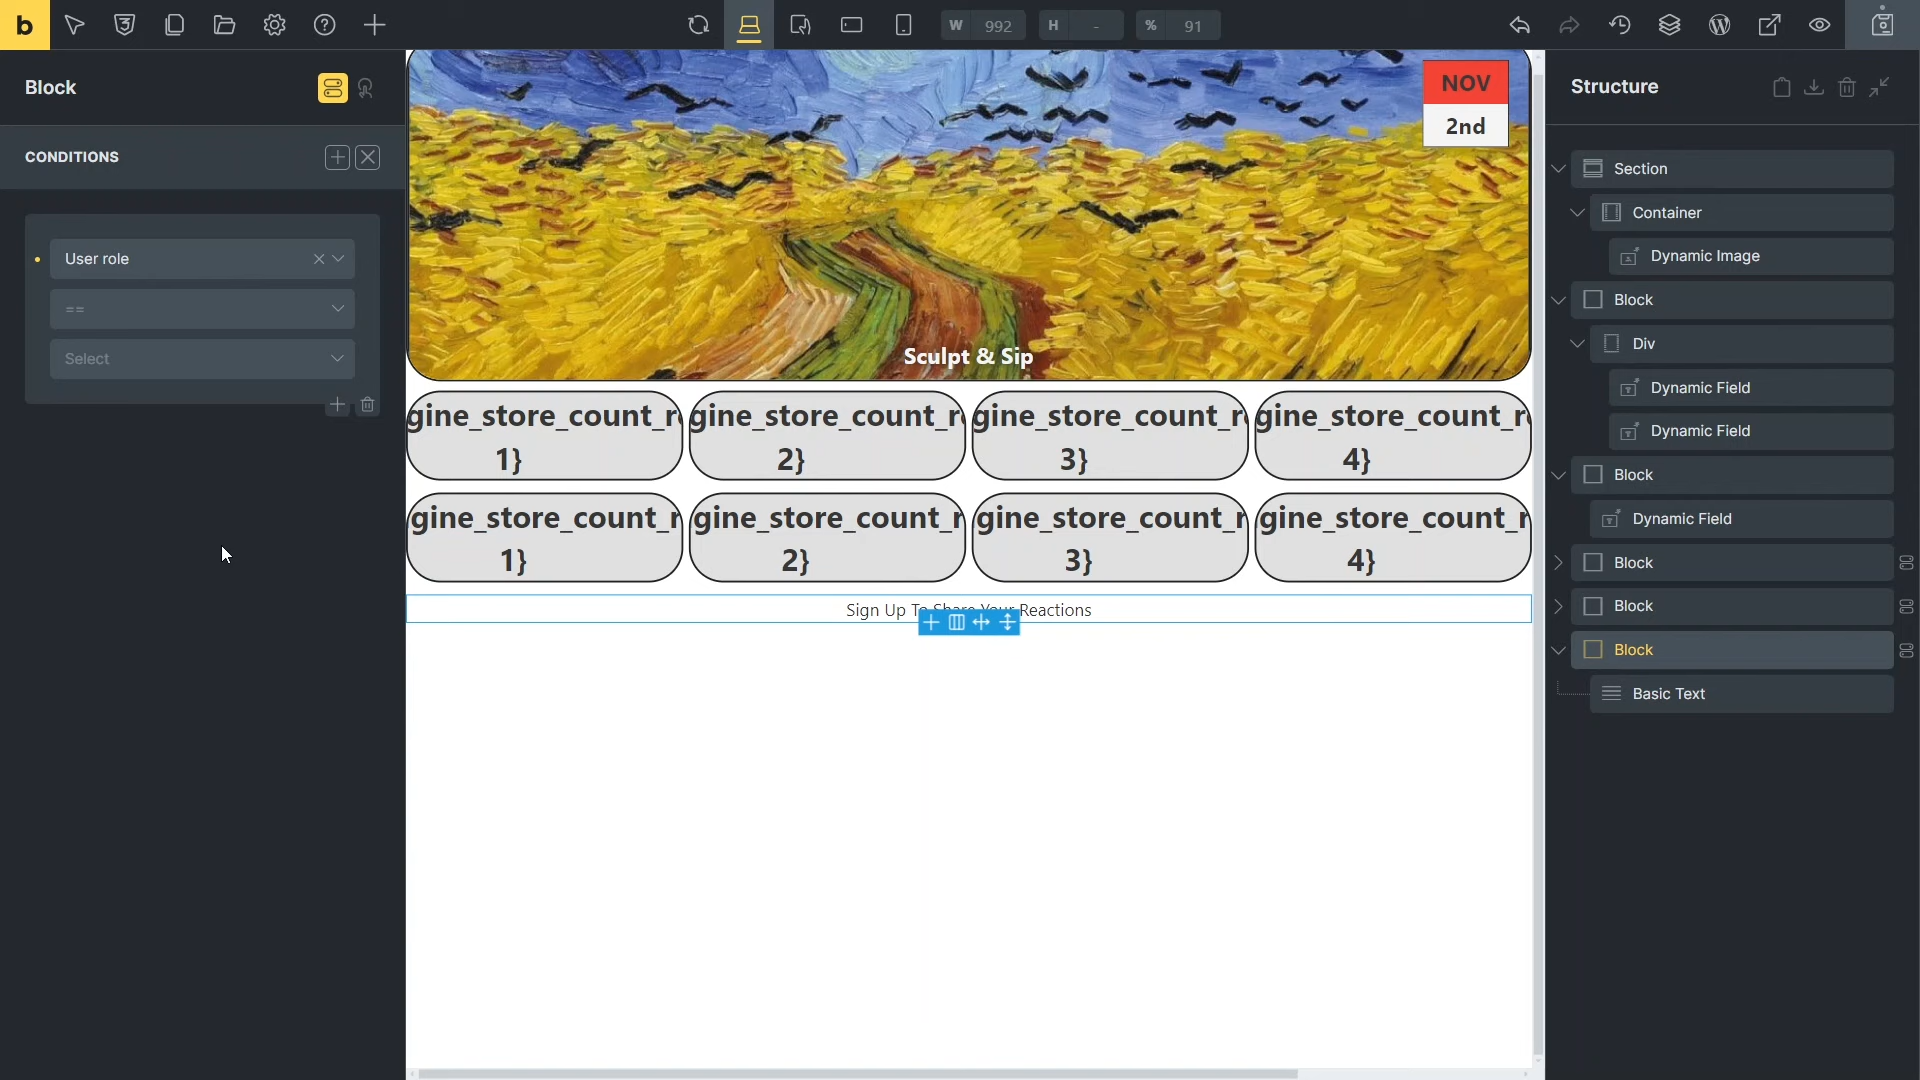 b
W 992
H -
% 91
Block
CONDITIONS
User role
==
Select
NOV
2nd
Sculpt & Sip
gine_store_count_r
1}
gine_store_count_r
2}
gine_store_count_r
3}
gine_store_count_r
4}
gine_store_count_r
1}
gine_store_count_r
2}
gine_store_count_r
3}
gine_store_count_r
4}
Sign Up To Share Your Reactions
Structure
Section
Container
Dynamic Image
Block
Div
Dynamic Field
Dynamic Field
Block
Dynamic Field
Block
Block
Block
Basic Text